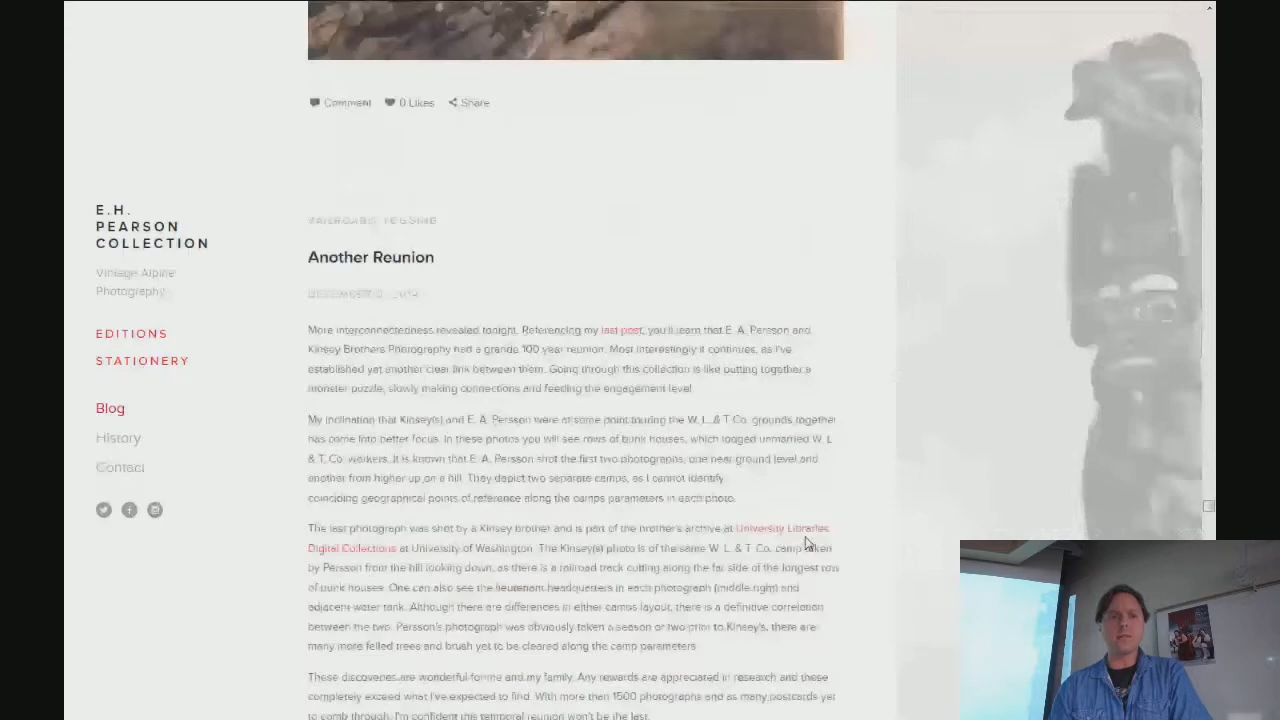 Comment 0 Likes Share
E.H.
PEARSON
COLLECTION
Vintage Alpine
Photography
EDITIONS
STATIONERY
Blog
History
Contact
RAILROADS, LOGGING
Another Reunion
More interconnectedness revealed tonight. Referencing my last post, you'll learn that E. A. Persson and
Kinsey Brothers Photography had a grande 100 year reunion. Most interestingly it continues, as I've
established yet another clear link between them. Going through this collection is like putting together a
monster puzzle, slowly making connections and feeding the engagement level.
My inclination that Kinsey(s) and E. A. Persson were at some point touring the W. L. & T Co. grounds together
has come into better focus. In these photos you will see rows of bunk houses, which lodged unmarried W. L
& T. Co. workers. It is known that E. A. Persson shot the first two photographs, one near ground level and
another from higher up on a hill. They depict two separate camps, as I cannot identify
coinciding geographical points of reference along the camps parameters in each photo.
The last photograph was shot by a Kinsey brother and is part of the brother's archive at University Libraries
Digital Collections at University of Washington. The Kinsey(s) photo is of the same W. L. & T. Co. camp taken
by Persson from the hill looking down, as there is a railroad track cutting along the far side of the longest row
of bunk houses. One can also see the lieutenant headquarters in each photograph (middle right) and
adjacent water tank. Although there are differences in either camps layout, there is a definitive correlation
between the two. Persson's photograph was obviously taken a season or two prior to Kinsey's, there are
many more felled trees and brush yet to be cleared along the camp parameters.
These discoveries are wonderful for me and my family. Any rewards are appreciated in research and these
completely exceed what I've expected to find. With more than 1500 photographs and as many postcards yet
to comb through, I'm confident this temporal reunion won't be the last.